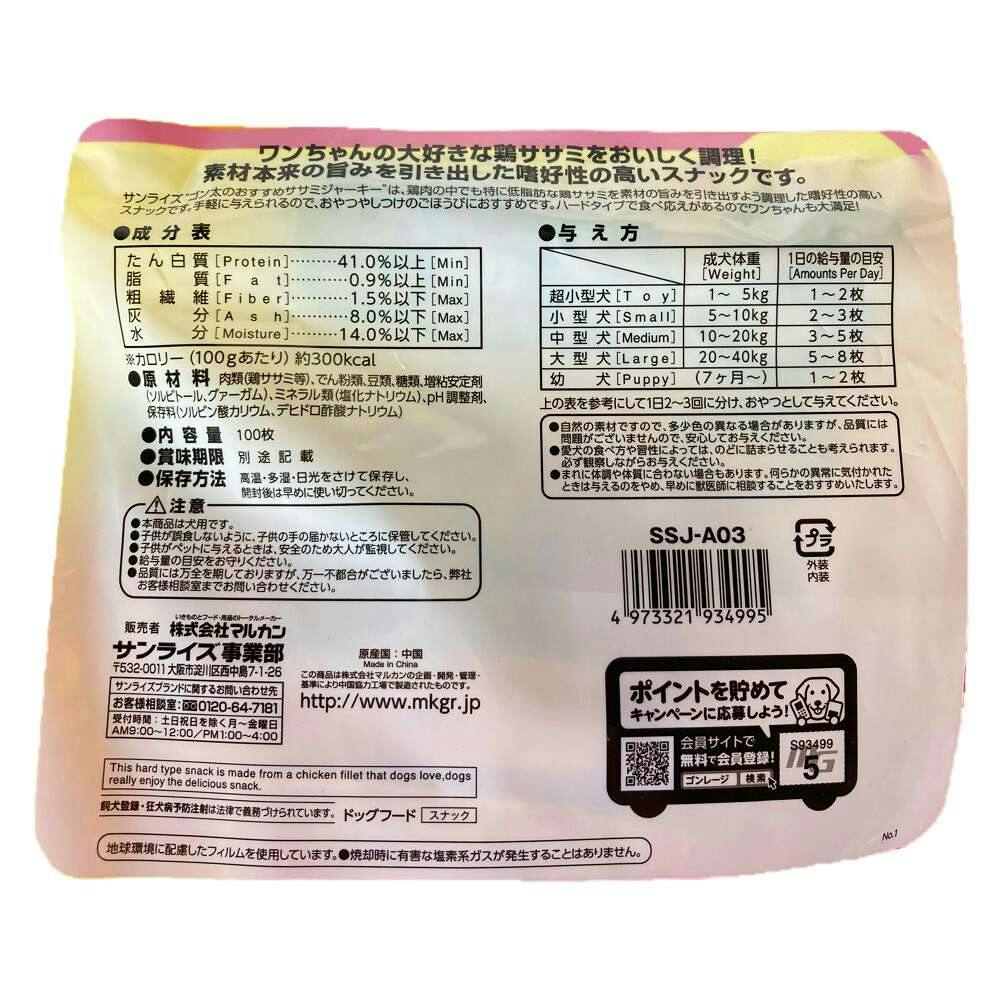 ワンちゃんの大好きな鶏ササミをおいしく調理!
素材本来の旨みを引き出した嗜好性の高いスナックです。
サンライズ“ゴン太のおすすめササミジャーキー”は、鶏肉の中でも特に低脂肪な鶏ササミを素材の旨みを引き出すよう調理した嗜好性の高い
スナックです。手軽に与えられるので、おやつやしつけのごほうびにおすすめです。ハードタイプで食べ応えがあるのでワンちゃんも大満足!
●成分表
たん白質[Protein]………41.0%以上[Min]
脂質[Fat]………0.9%以上[Min]
粗繊維[Fiber]………1.5%以下[Max]
灰分[Ash]………8.0%以下[Max]
水分[Moisture]………14.0%以下[Max]
※カロリー(100gあたり)約300kcal
●原材料 肉類(鶏ササミ等)、でん粉類、豆類、糖類、増粘安定剤
(ソルビトール、グァーガム)、ミネラル類(塩化ナトリウム)、pH調整剤、
保存料(ソルビン酸カリウム、デヒドロ酢酸ナトリウム)
●内容量 100枚
●賞味期限 別途記載
●保存方法 高温・多湿・日光をさけて保存し、
開封後は早めに使い切ってください。
⚠注意
●本商品は犬用です。
●子供が誤食しないように、子供の手の届かないところに保管してください。
●子供がペットに与えるときは、安全のため大人が監視してください。
●給与量の目安をお守りください。
●品質には万全を期しておりますが、万一不都合がございましたら、弊社
お客様相談室までお問い合わせください。
いきものとフード・用品のトータルメーカー
販売者 株式会社マルカン
サンライズ事業部
〒532-0011 大阪市淀川区西中島7-1-26
サンライズブランドに関するお問い合わせ先
お客様相談室:0120-64-7181
受付時間:土日祝日を除く月〜金曜日
AM9:00〜12:00/PM1:00〜4:00
原産国:中国
Made in China
この商品は株式会社マルカンの企画・開発・管理・
基準により中国協力工場で製造されたものです。
http://www.mkgr.jp
This hard type snack is made from a chicken fillet that dogs love,dogs
really enjoy the delicious snack.
飼犬登録・狂犬病予防注射は法律で義務づけられています。 ドッグフード スナック
地球環境に配慮したフィルムを使用しています。●焼却時に有害な塩素系ガスが発生することはありません。
●与え方
成犬体重 1日の給与量の目安
[Weight] [Amounts Per Day]
超小型犬[Toy] 1〜5kg 1〜2枚
小型犬[Small] 5〜10kg 2〜3枚
中型犬[Medium] 10〜20kg 3〜5枚
大型犬[Large] 20〜40kg 5〜8枚
幼犬[Puppy] (7ヶ月〜) 1〜2枚
上の表を参考にして1日2〜3回に分け、おやつとして与えてください。
●自然の素材ですので、多少色の異なる場合がありますが、品質には
問題がございませんので、安心してお与えください。
●愛犬の食べ方や習性によっては、のどに詰まらせることも考えられます。
必ず観察しながらお与えください。
●まれに体調や体質に合わない場合もあります。何らかの異常に気付かれた
ときは与えるのをやめ、早めに獣医師に相談することをおすすめいたします。
SSJ-A03
プラ
外装
内装
4 973321 934995
ポイントを貯めて
キャンペーンに応募しよう!
会員サイトで
無料で会員登録!
ゴンレージ 検索
S93499
5
No.1